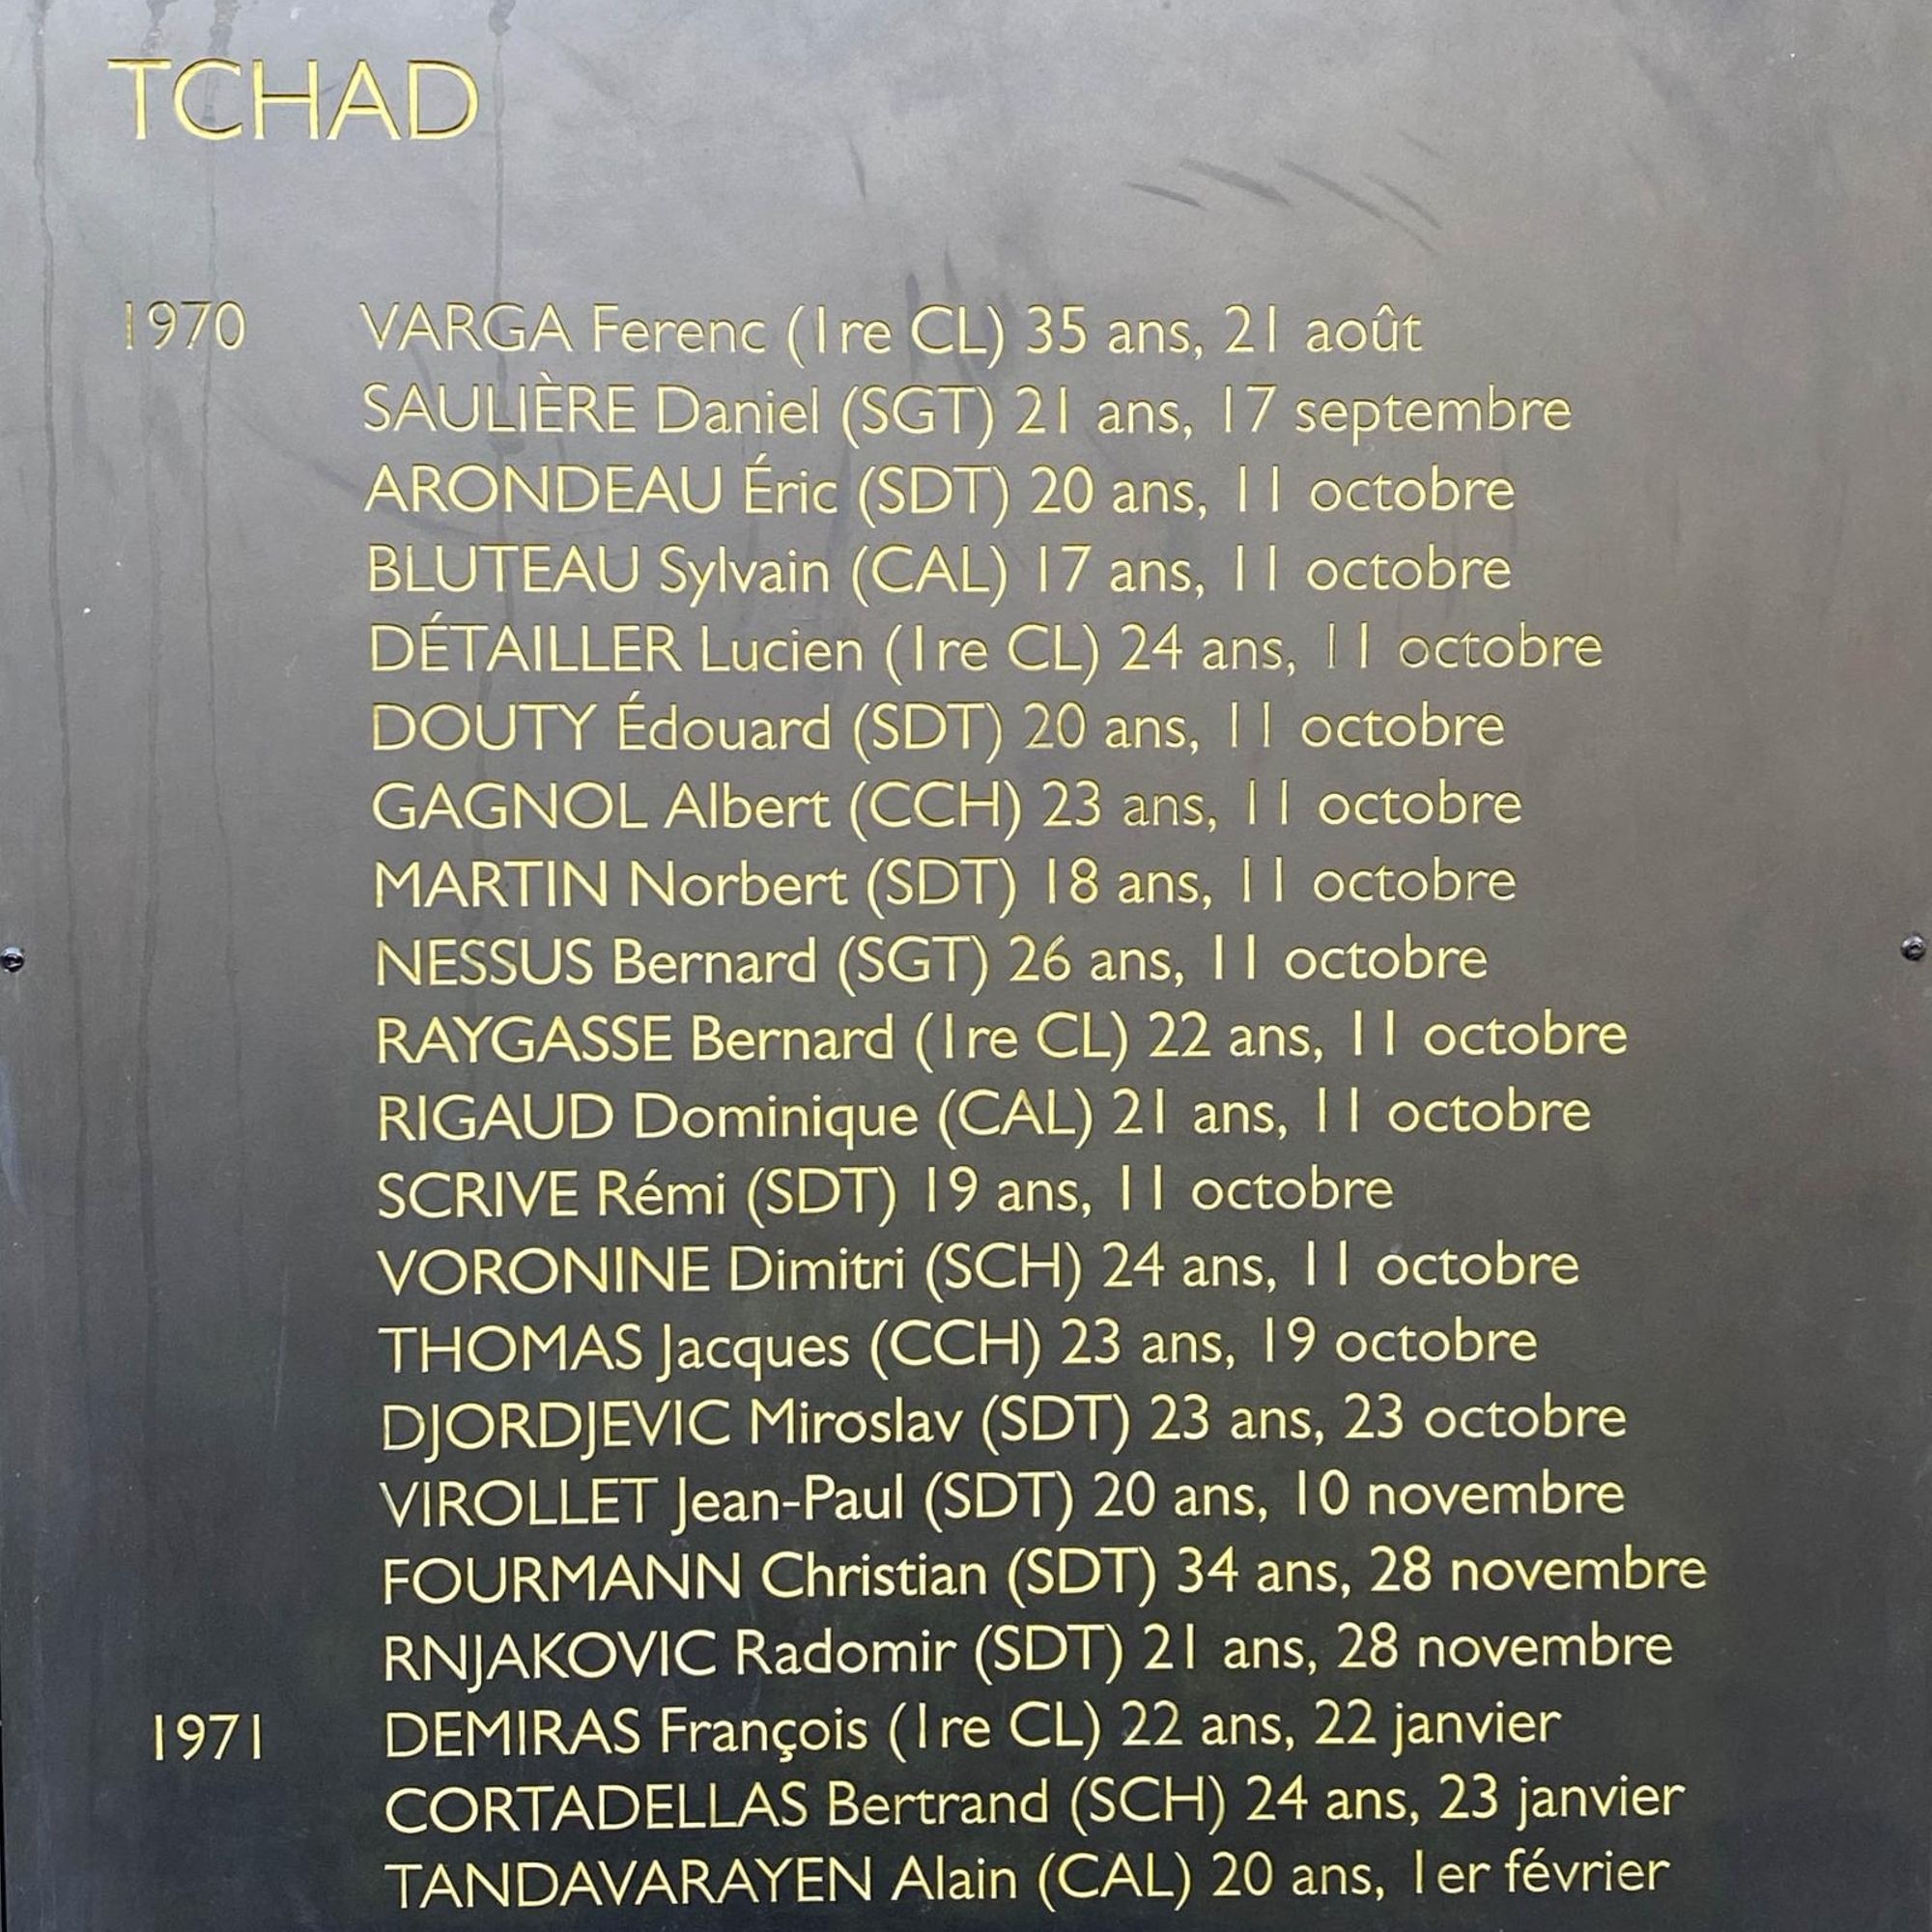 TCHAD
1970 VARGA Ferenc (1re CL) 35 ans, 21 août
SAULIÈRE Daniel (SGT) 21 ans, 17 septembre
ARONDEAU Éric (SDT) 20 ans, 11 octobre
BLUTEAU Sylvain (CAL) 17 ans, 11 octobre
DÉTAILLER Lucien (1re CL) 24 ans, 11 octobre
DOUTY Édouard (SDT) 20 ans, 11 octobre
GAGNOL Albert (CCH) 23 ans, 11 octobre
MARTIN Norbert (SDT) 18 ans, 11 octobre
NESSUS Bernard (SGT) 26 ans, 11 octobre
RAYGASSE Bernard (1re CL) 22 ans, 11 octobre
RIGAUD Dominique (CAL) 21 ans, 11 octobre
SCRIVE Rémi (SDT) 19 ans, 11 octobre
VORONINE Dimitri (SCH) 24 ans, 11 octobre
THOMAS Jacques (CCH) 23 ans, 19 octobre
DJORDJEVIC Miroslav (SDT) 23 ans, 23 octobre
VIROLLET Jean-Paul (SDT) 20 ans, 10 novembre
FOURMANN Christian (SDT) 34 ans, 28 novembre
RNJAKOVIC Radomir (SDT) 21 ans, 28 novembre
1971 DEMIRAS François (1re CL) 22 ans, 22 janvier
CORTADELLAS Bertrand (SCH) 24 ans, 23 janvier
TANDAVARAYEN Alain (CAL) 20 ans, 1er février